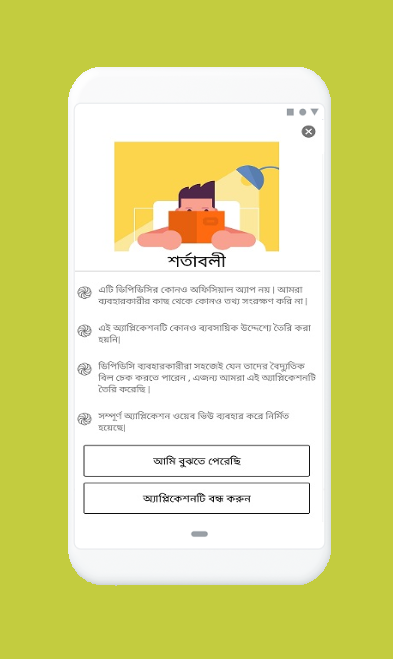 শর্তাবলী
এটি ডিপিডিসির কোনও অফিসিয়াল অ্যাপ নয়। আমরা
ব্যবহারকারীর কাছ থেকে কোনও তথ্য সংরক্ষণ করি না।
এই অ্যাপ্লিকেশনটি কোনও ব্যবসায়িক উদ্দেশ্যে তৈরি করা
হয়নি|
ডিপিডিসি ব্যবহারকারীরা সহজেই যেন তাদের বৈদ্যুতিক
বিল চেক করতে পারেন , এজন্য আমরা এই অ্যাপ্লিকেশনটি
তৈরি করেছি ।
সম্পূর্ণ অ্যাপ্লিকেশন ওয়েব ভিউ ব্যবহার করে নির্মিত
হয়েছে|
আমি বুঝতে পেরেছি
অ্যাপ্লিকেশনটি বন্ধ করুন